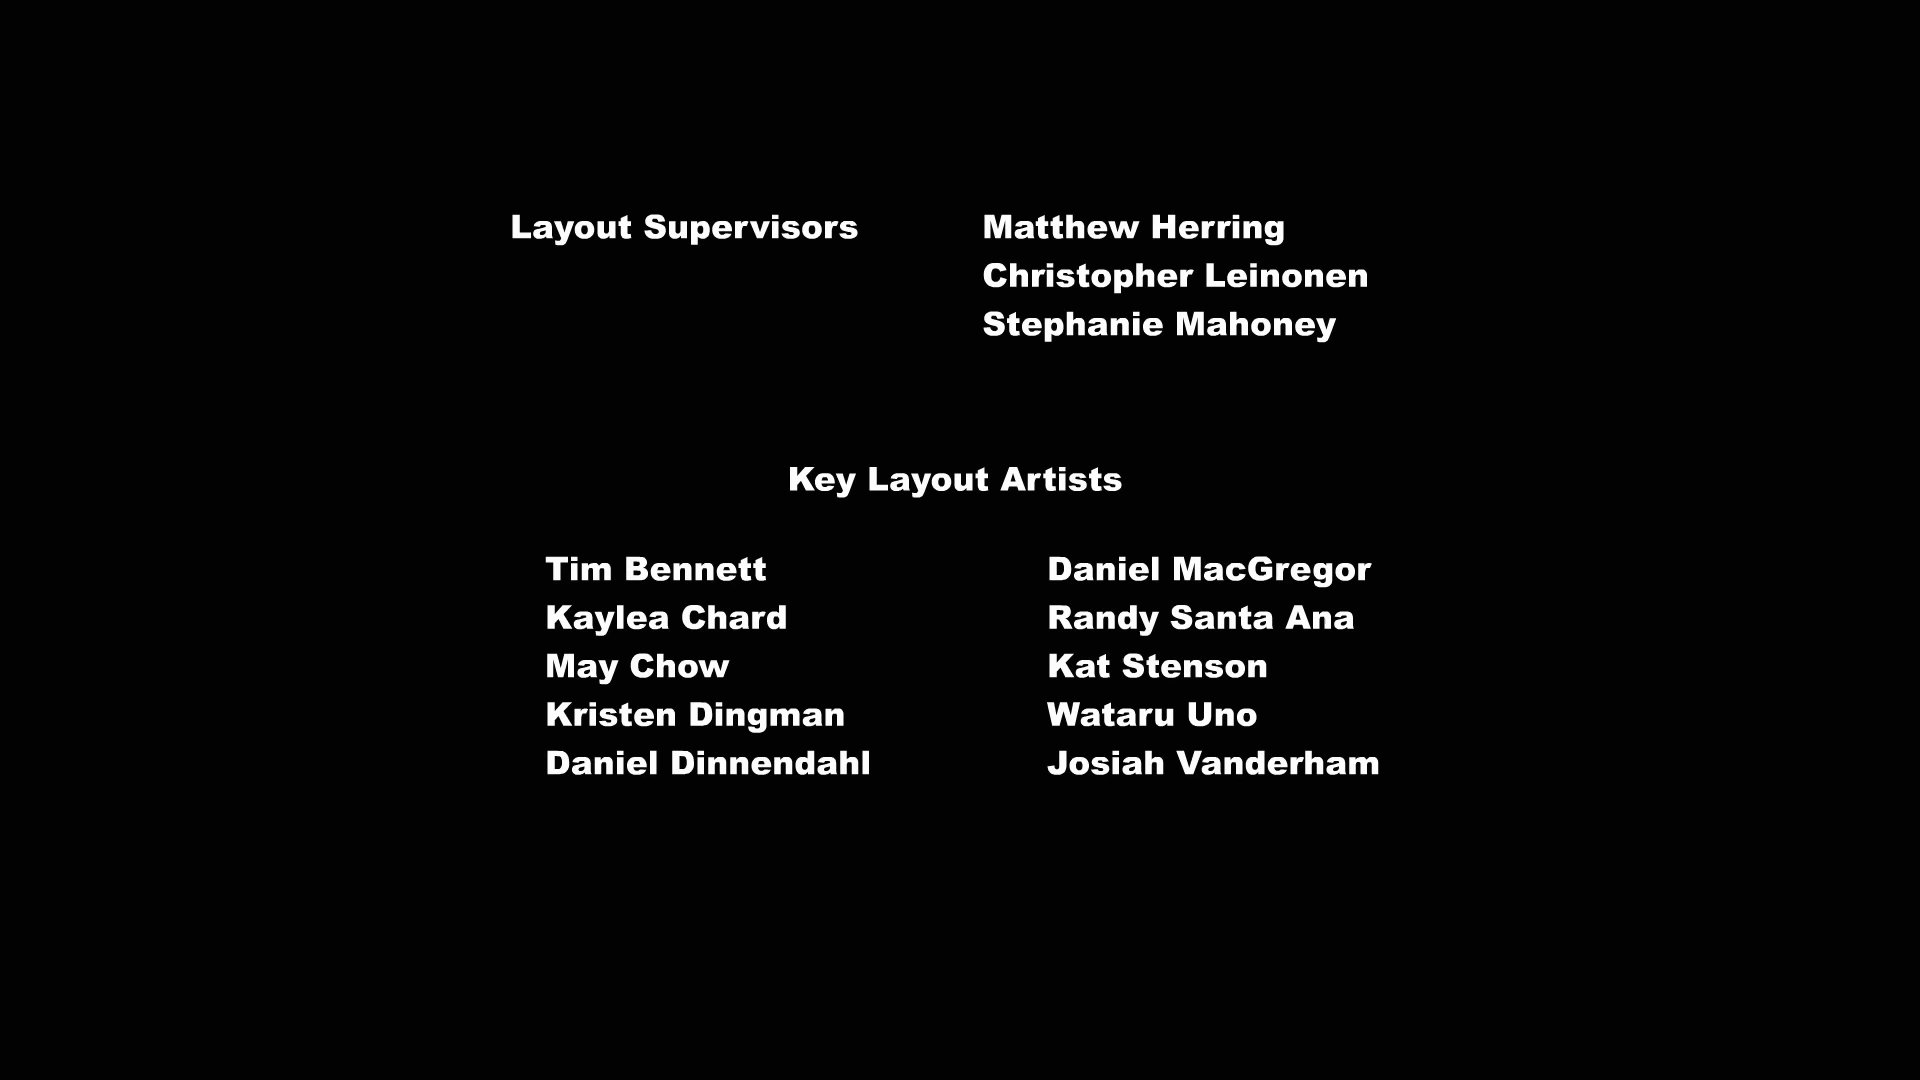 Layout Supervisors
Matthew Herring
Christopher Leinonen
Stephanie Mahoney
Key Layout Artists
Tim Bennett
Kaylea Chard
May Chow
Kristen Dingman
Daniel Dinnendahl
Daniel MacGregor
Randy Santa Ana
Kat Stenson
Wataru Uno
Josiah Vanderham